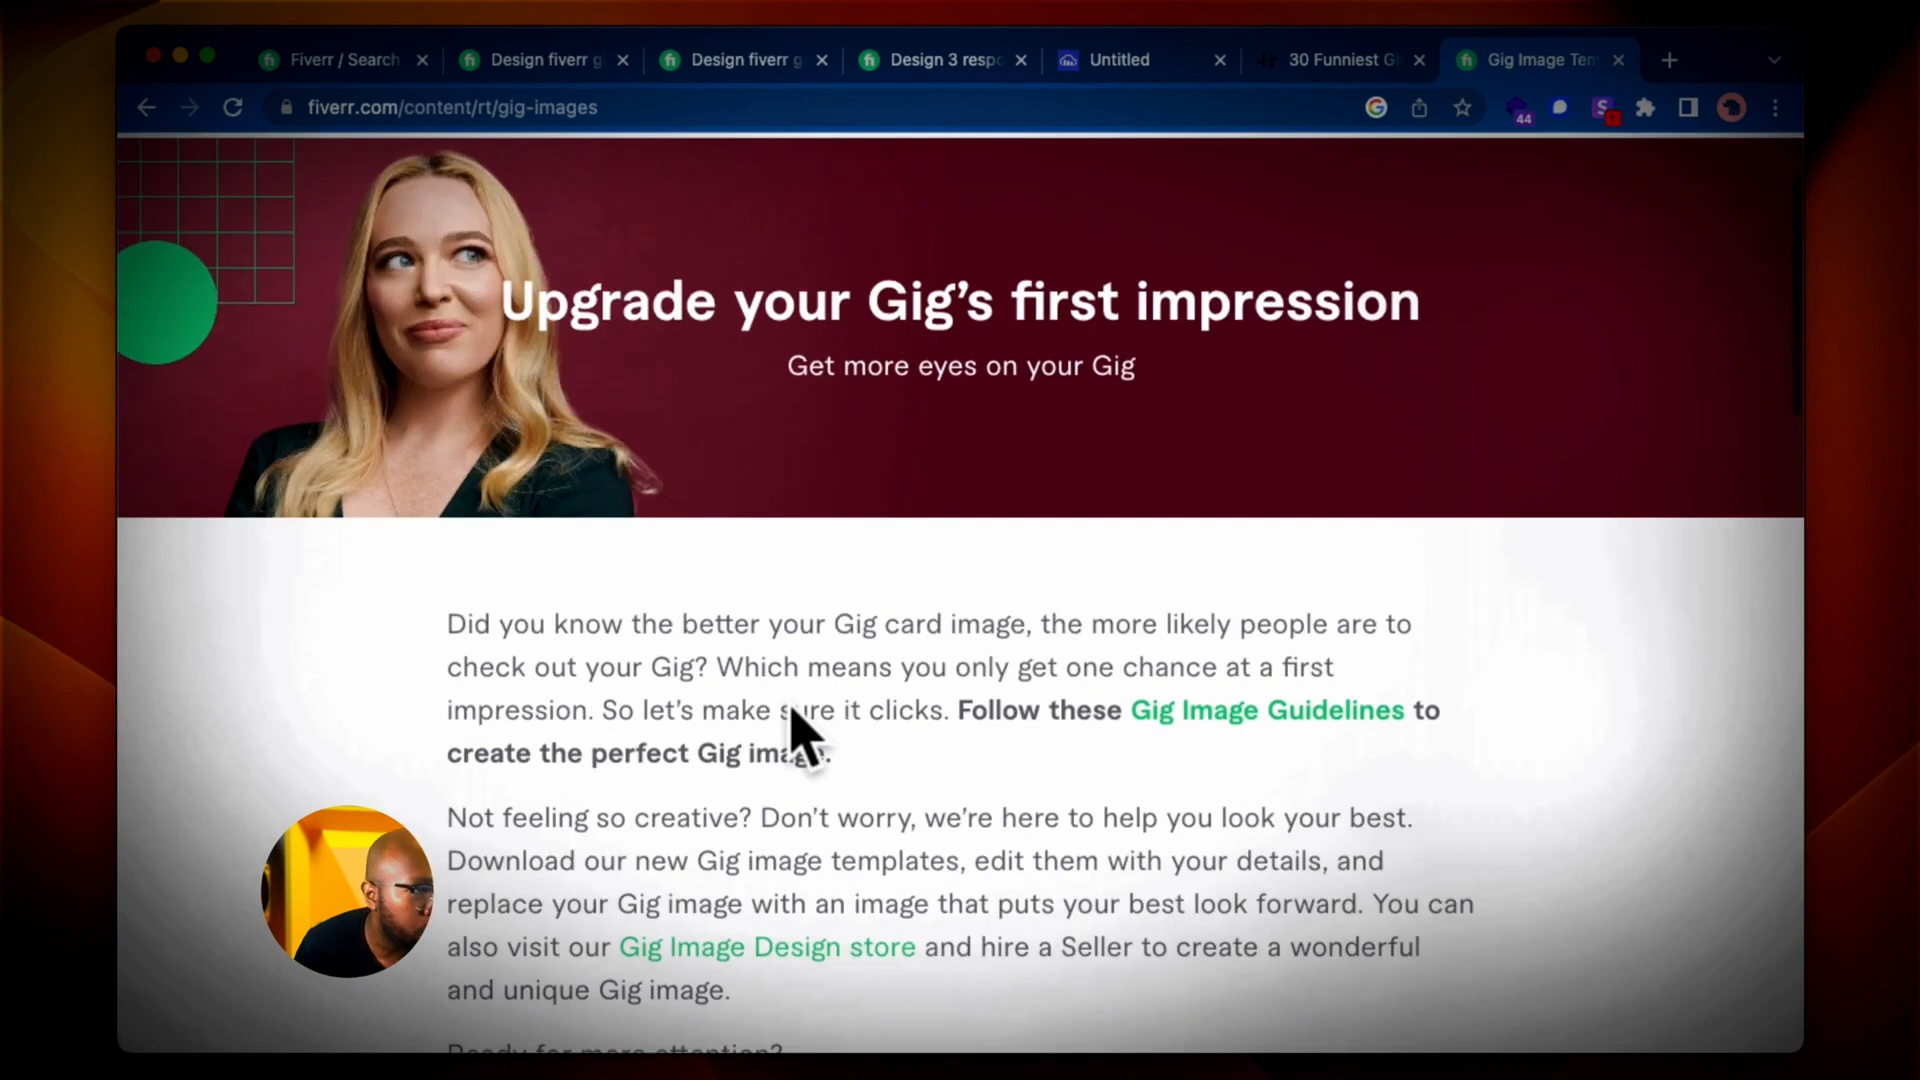 Fiverr / Search
Design fiverr g
Design fiverr g
Design 3 resp
Untitled
30 Funniest Gi
Gig Image Tem
fiverr.com/content/rt/gig-images
44
Upgrade your Gig’s first impression
Get more eyes on your Gig
Did you know the better your Gig card image, the more likely people are to
check out your Gig? Which means you only get one chance at a first
impression. So let’s make sure it clicks. Follow these Gig Image Guidelines to
create the perfect Gig image.
Not feeling so creative? Don’t worry, we’re here to help you look your best.
Download our new Gig image templates, edit them with your details, and
replace your Gig image with an image that puts your best look forward. You can
also visit our Gig Image Design store and hire a Seller to create a wonderful
and unique Gig image.
Ready for more attention?